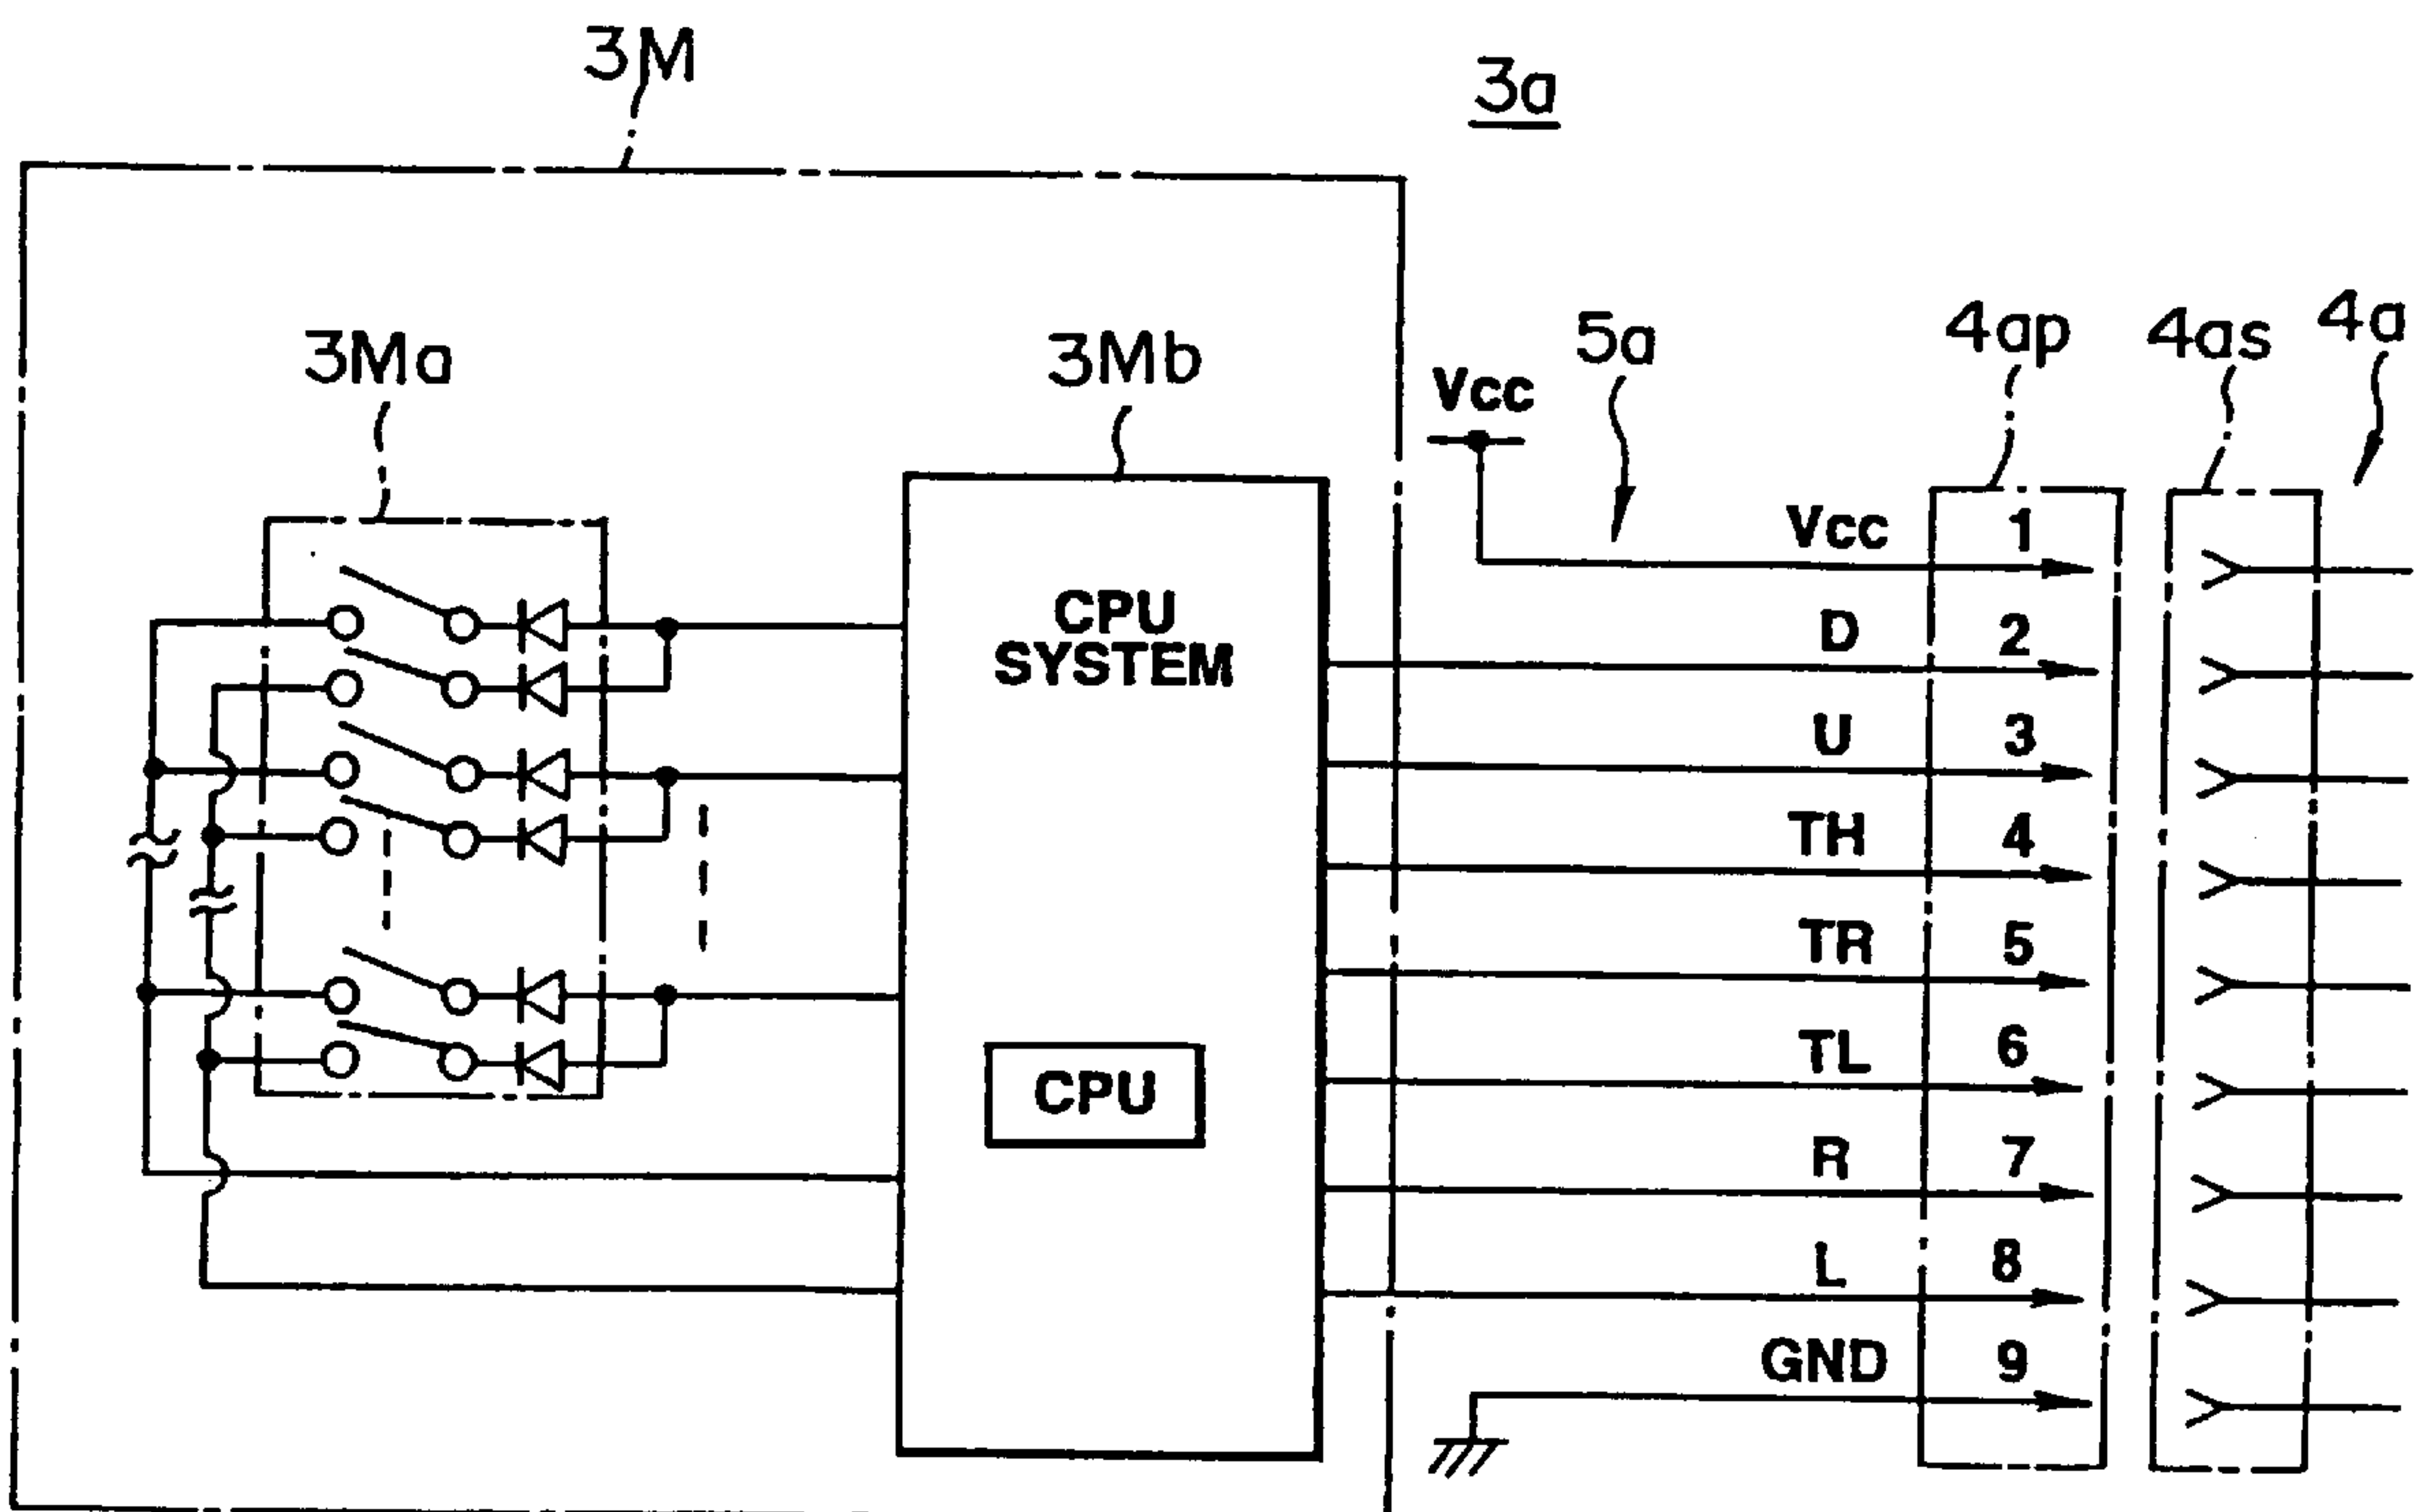 3M
3a
3Ma
3Mb
5a
4ap
4as
4a
Vcc
Vcc 1
D 2
U 3
TH 4
TR 5
TL 6
R 7
L 8
GND 9
CPU
SYSTEM
CPU